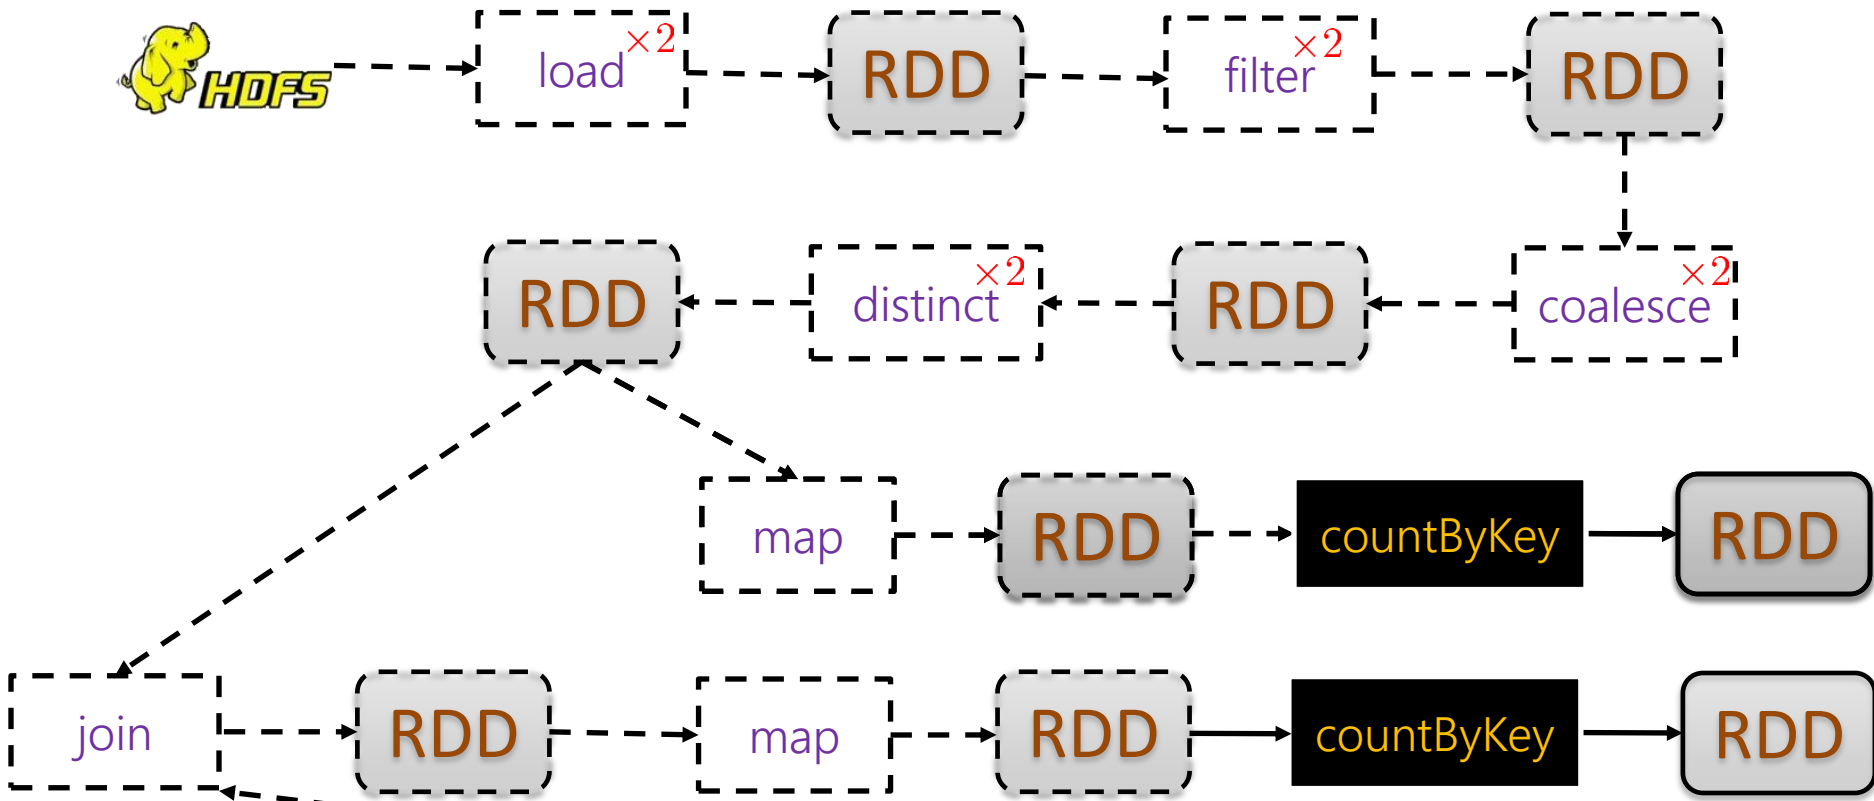 HDFS
load ×2
RDD
filter ×2
RDD
RDD
distinct ×2
RDD
coalesce ×2
map
RDD
countByKey
RDD
join
RDD
map
RDD
countByKey
RDD